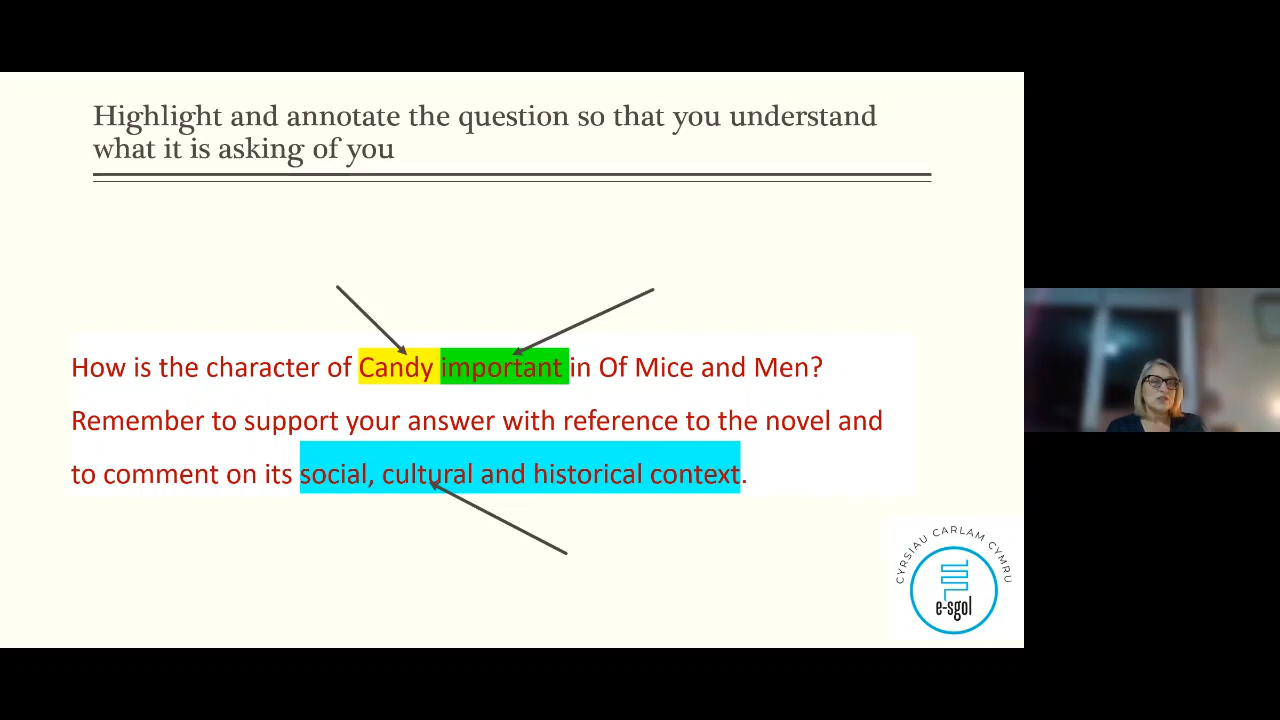 Highlight and annotate the question so that you understand
what it is asking of you
How is the character of Candy important in Of Mice and Men?
Remember to support your answer with reference to the novel and
to comment on its social, cultural and historical context.
CYRSIAU CARLAM CYMRU
e-sgol